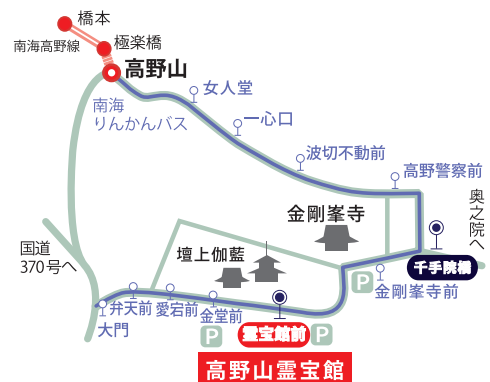 橋本
南海高野線
極楽橋
高野山
女人堂
南海
りんかんバス
一心口
波切不動前
高野警察前
奥之院へ
金剛峯寺
国道
370号へ
壇上伽藍
千手院橋
金剛峯寺前
弁天前
愛宕前
金堂前
大門
霊宝館前
P
P
P
高野山霊宝館